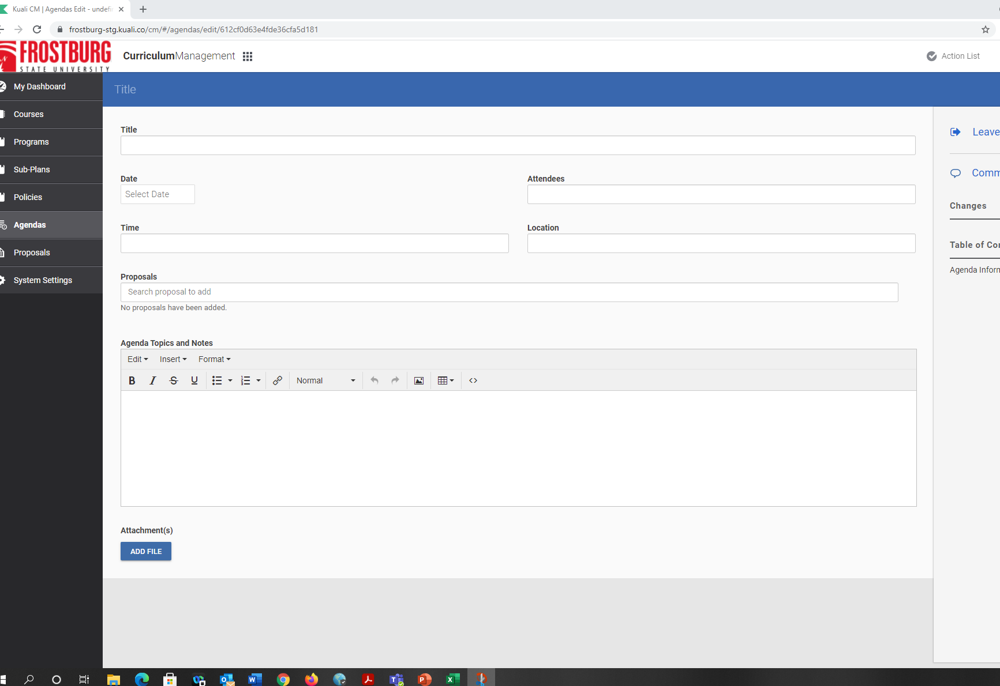 Kuali CM | Agendas Edit - undefi
frostburg-stg.kuali.co/cm/#/agendas/edit/612cf0d63e4fde36cfa5d181
FROSTBURG
STATE UNIVERSITY
CurriculumManagement
Action List
My Dashboard
Courses
Programs
Sub-Plans
Policies
Agendas
Proposals
System Settings
Title
Title
Date
Select Date
Attendees
Time
Location
Proposals
Search proposal to add
No proposals have been added.
Agenda Topics and Notes
Edit Insert Format
B I S U Normal <>
Attachment(s)
ADD FILE
Leave
Comm
Changes
Table of Con
Agenda Inform